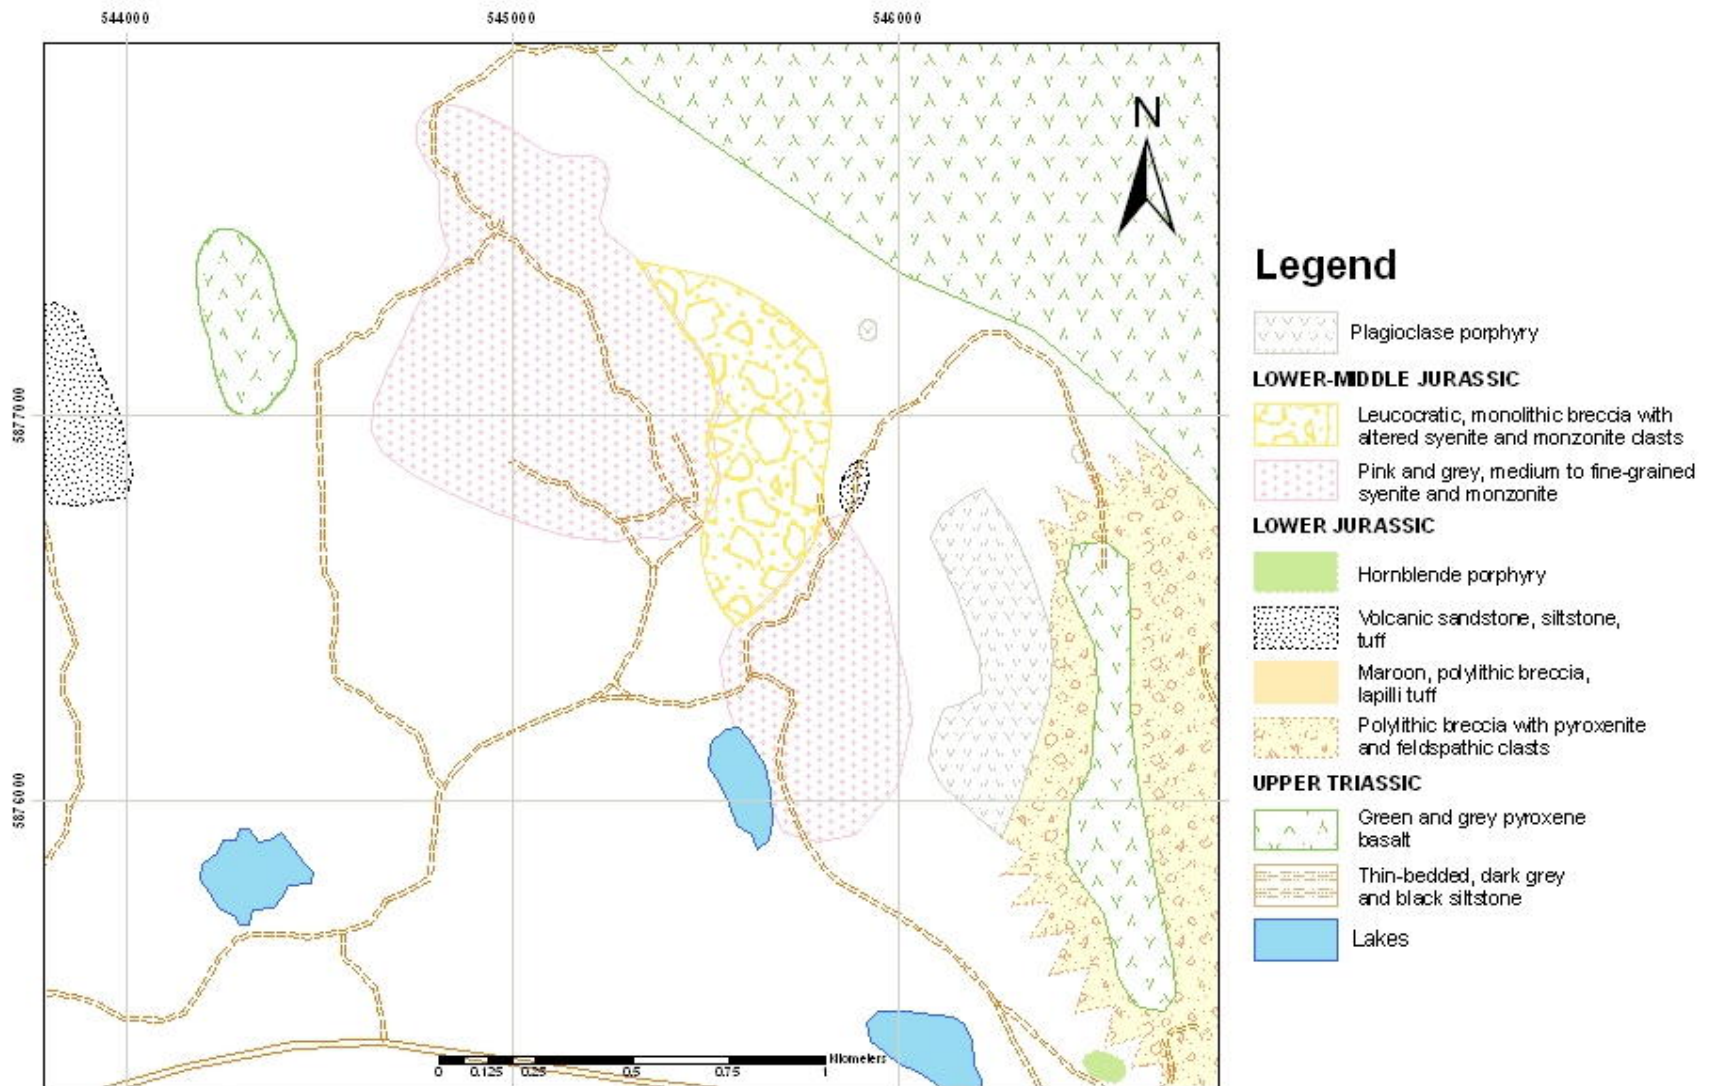 544000 545000 546000
N
587000
5876000
Legend
Plagioclase porphyry
LOWER-MIDDLE JURASSIC
Leucocratic, monolithic breccia with
altered syenite and monzonite clasts
Pink and grey, medium to fine-grained
syenite and monzonite
LOWER JURASSIC
Hornblende porphyry
Volcanic sandstone, siltstone,
tuff
Maroon, polylithic breccia,
lapilli tuff
Polylithic breccia with pyroxenite
and feldspathic clasts
UPPER TRIASSIC
Green and grey pyroxene
basalt
Thin-bedded, dark grey
and black siltstone
Lakes
Kilometers
0 0.125 0.25 0.5 0.75 1